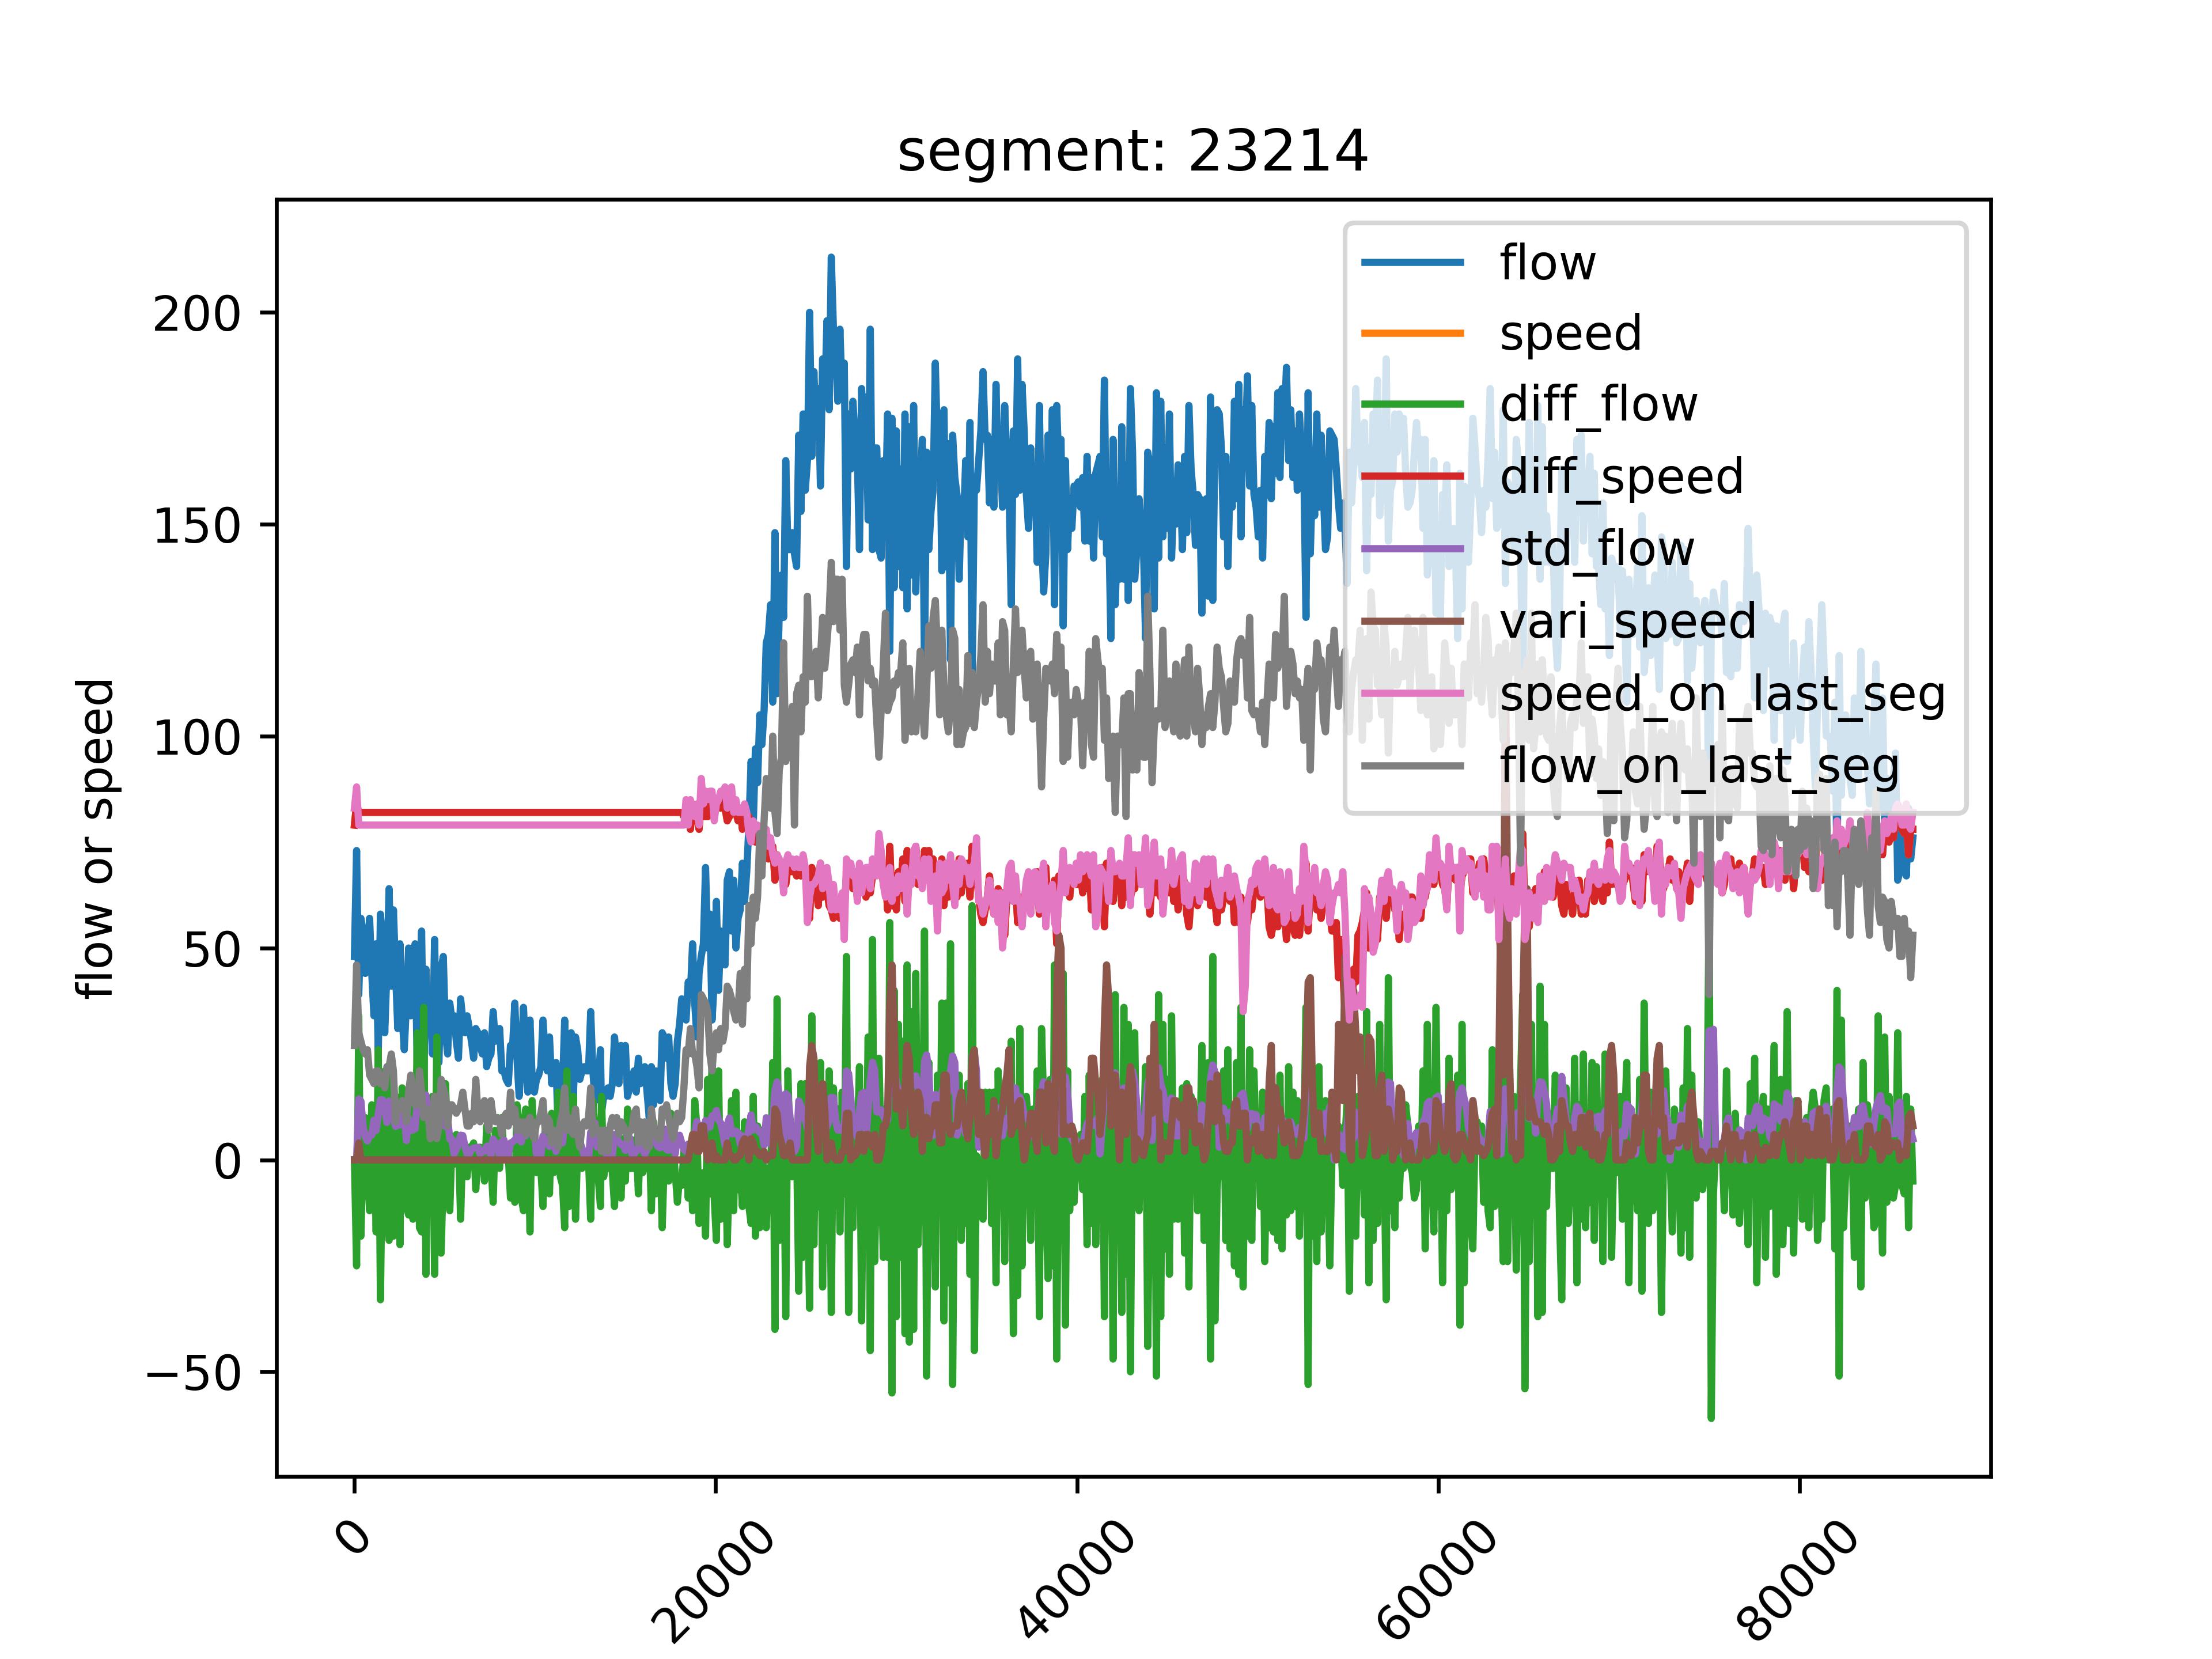 segment: 23214
flow or speed
200
150
100
50
0
−50
0
20000
40000
60000
80000
flow
speed
diff_flow
diff_speed
std_flow
vari_speed
speed_on_last_seg
flow_on_last_seg